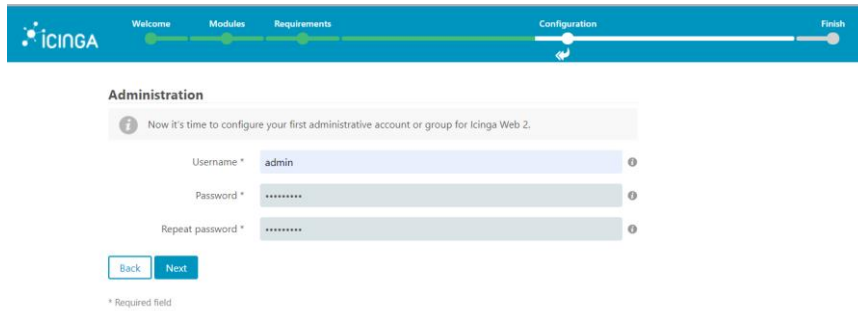 ICINGA
Welcome Modules Requirements Configuration Finish
Administration
Now it's time to configure your first administrative account or group for Icinga Web 2.
Username * admin
Password * •••••••••
Repeat password * •••••••••
Back Next
* Required field